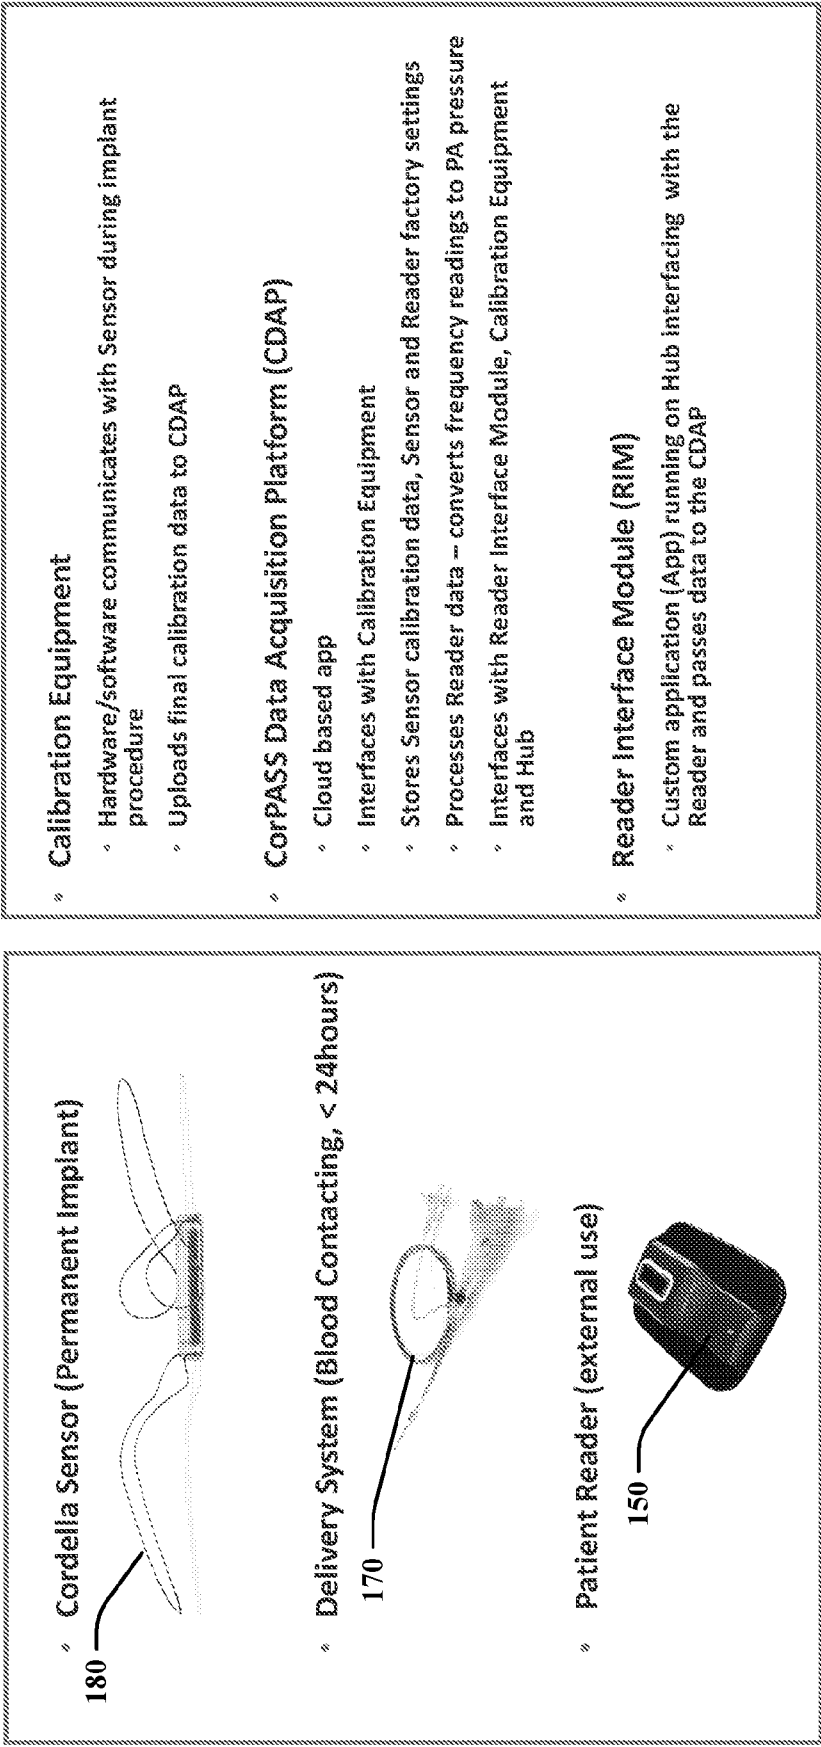 Cordella Sensor (Permanent Implant)
180
Delivery System (Blood Contacting, < 24hours)
170
Patient Reader (external use)
150
Calibration Equipment
Hardware/software communicates with Sensor during implant
procedure
Uploads final calibration data to CDAP
CorPASS Data Acquisition Platform (CDAP)
Cloud based app
Interfaces with Calibration Equipment
Stores Sensor calibration data, Sensor and Reader factory settings
Processes Reader data – converts frequency readings to PA pressure
Interfaces with Reader Interface Module, Calibration Equipment
and Hub
Reader Interface Module (RIM)
Custom application (App) running on Hub interfacing with the
Reader and passes data to the CDAP